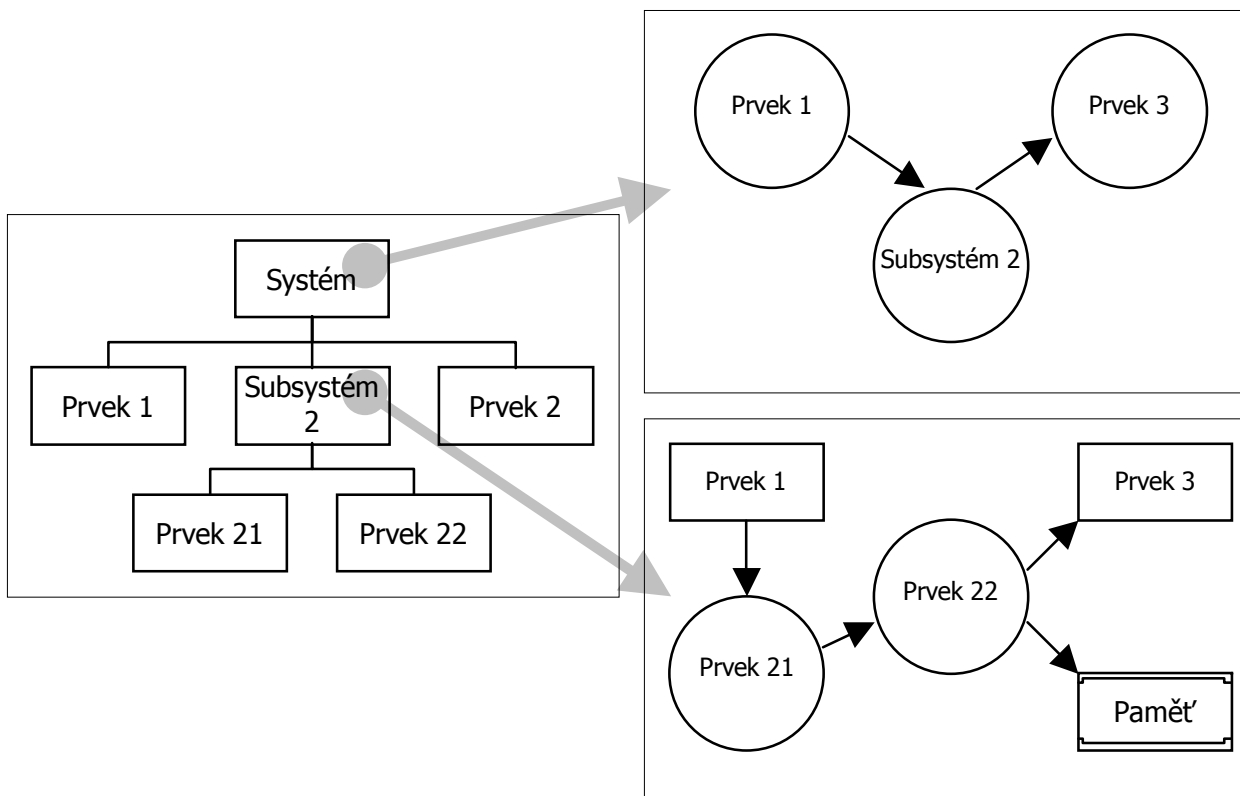 Systém
Prvek 1
Subsystém
2
Prvek 2
Prvek 21
Prvek 22
Prvek 1
Prvek 3
Subsystém 2
Prvek 1
Prvek 3
Prvek 22
Prvek 21
Paměť